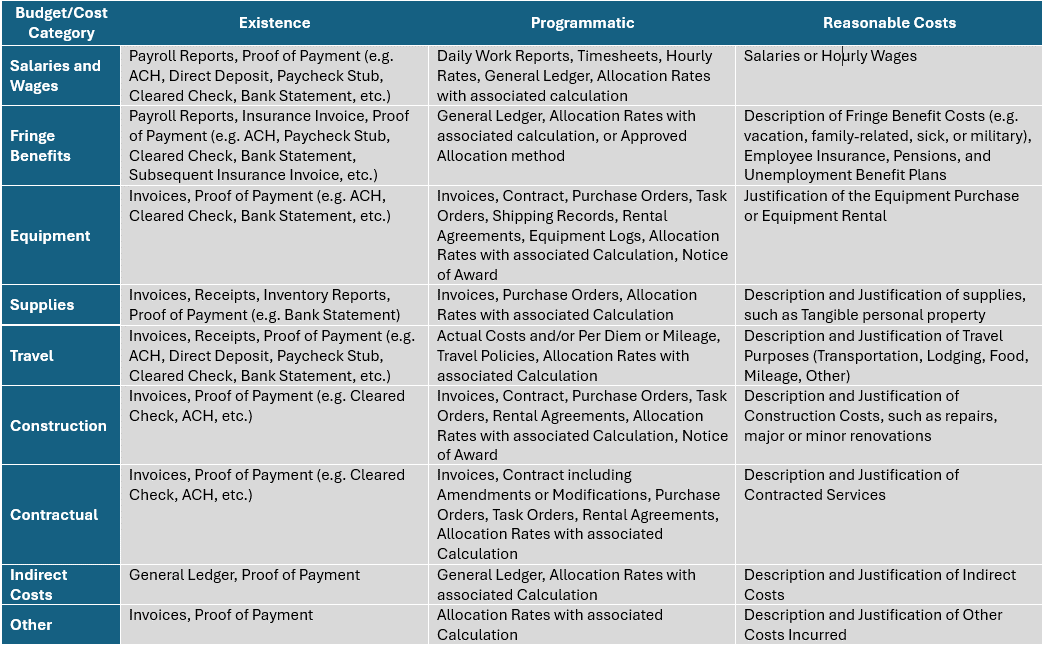 Budget/Cost
Category
Existence
Programmatic
Reasonable Costs
Salaries and
Wages
Payroll Reports, Proof of Payment (e.g.
ACH, Direct Deposit, Paycheck Stub,
Cleared Check, Bank Statement, etc.)
Daily Work Reports, Timesheets, Hourly
Rates, General Ledger, Allocation Rates
with associated calculation
Salaries or Hourly Wages
Fringe
Benefits
Payroll Reports, Insurance Invoice, Proof
of Payment (e.g. ACH, Paycheck Stub,
Cleared Check, Bank Statement,
Subsequent Insurance Invoice, etc.)
General Ledger, Allocation Rates with
associated calculation, or Approved
Allocation method
Description of Fringe Benefit Costs (e.g.
vacation, family-related, sick, or military),
Employee Insurance, Pensions, and
Unemployment Benefit Plans
Equipment
Invoices, Proof of Payment (e.g. ACH,
Cleared Check, Bank Statement, etc.)
Invoices, Contract, Purchase Orders, Task
Orders, Shipping Records, Rental
Agreements, Equipment Logs, Allocation
Rates with associated Calculation, Notice
of Award
Justification of the Equipment Purchase
or Equipment Rental
Supplies
Invoices, Receipts, Inventory Reports,
Proof of Payment (e.g. Bank Statement)
Invoices, Purchase Orders, Allocation
Rates with associated Calculation
Description and Justification of supplies,
such as Tangible personal property
Travel
Invoices, Receipts, Proof of Payment (e.g.
ACH, Direct Deposit, Paycheck Stub,
Cleared Check, Bank Statement, etc.)
Actual Costs and/or Per Diem or Mileage,
Travel Policies, Allocation Rates with
associated Calculation
Description and Justification of Travel
Purposes (Transportation, Lodging, Food,
Mileage, Other)
Construction
Invoices, Proof of Payment (e.g. Cleared
Check, ACH, etc.)
Invoices, Contract, Purchase Orders, Task
Orders, Rental Agreements, Allocation
Rates with associated Calculation, Notice
of Award
Description and Justification of
Construction Costs, such as repairs,
major or minor renovations
Contractual
Invoices, Proof of Payment (e.g. Cleared
Check, ACH, etc.)
Invoices, Contract including
Amendments or Modifications, Purchase
Orders, Task Orders, Rental Agreements,
Allocation Rates with associated
Calculation
Description and Justification of
Contracted Services
Indirect
Costs
General Ledger, Proof of Payment
General Ledger, Allocation Rates with
associated Calculation
Description and Justification of Indirect
Costs
Other
Invoices, Proof of Payment
Allocation Rates with associated
Calculation
Description and Justification of Other
Costs Incurred